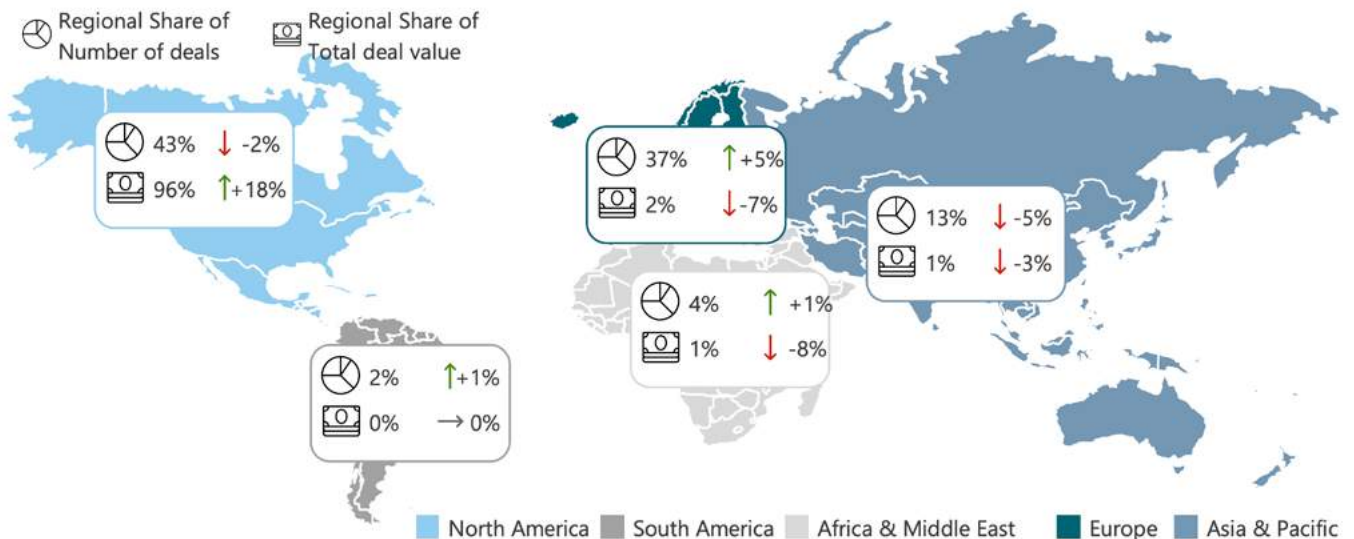 Regional Share of
Number of deals
Regional Share of
Total deal value
43% ↓ -2%
96% ↑ +18%
37% ↑ +5%
2% ↓ -7%
13% ↓ -5%
1% ↓ -3%
4% ↑ +1%
1% ↓ -8%
2% ↑ +1%
0% → 0%
North America South America Africa & Middle East Europe Asia & Pacific